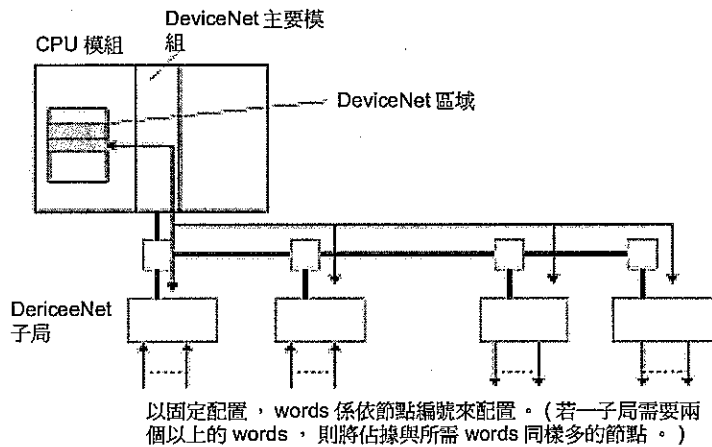 DeviceNet 主要模
組
CPU 模組
DeviceNet 區域
DericeeNet
子局
以固定配置，words 係依節點編號來配置。(若一子局需要兩
個以上的 words，則將佔據與所需 words 同樣多的節點。)